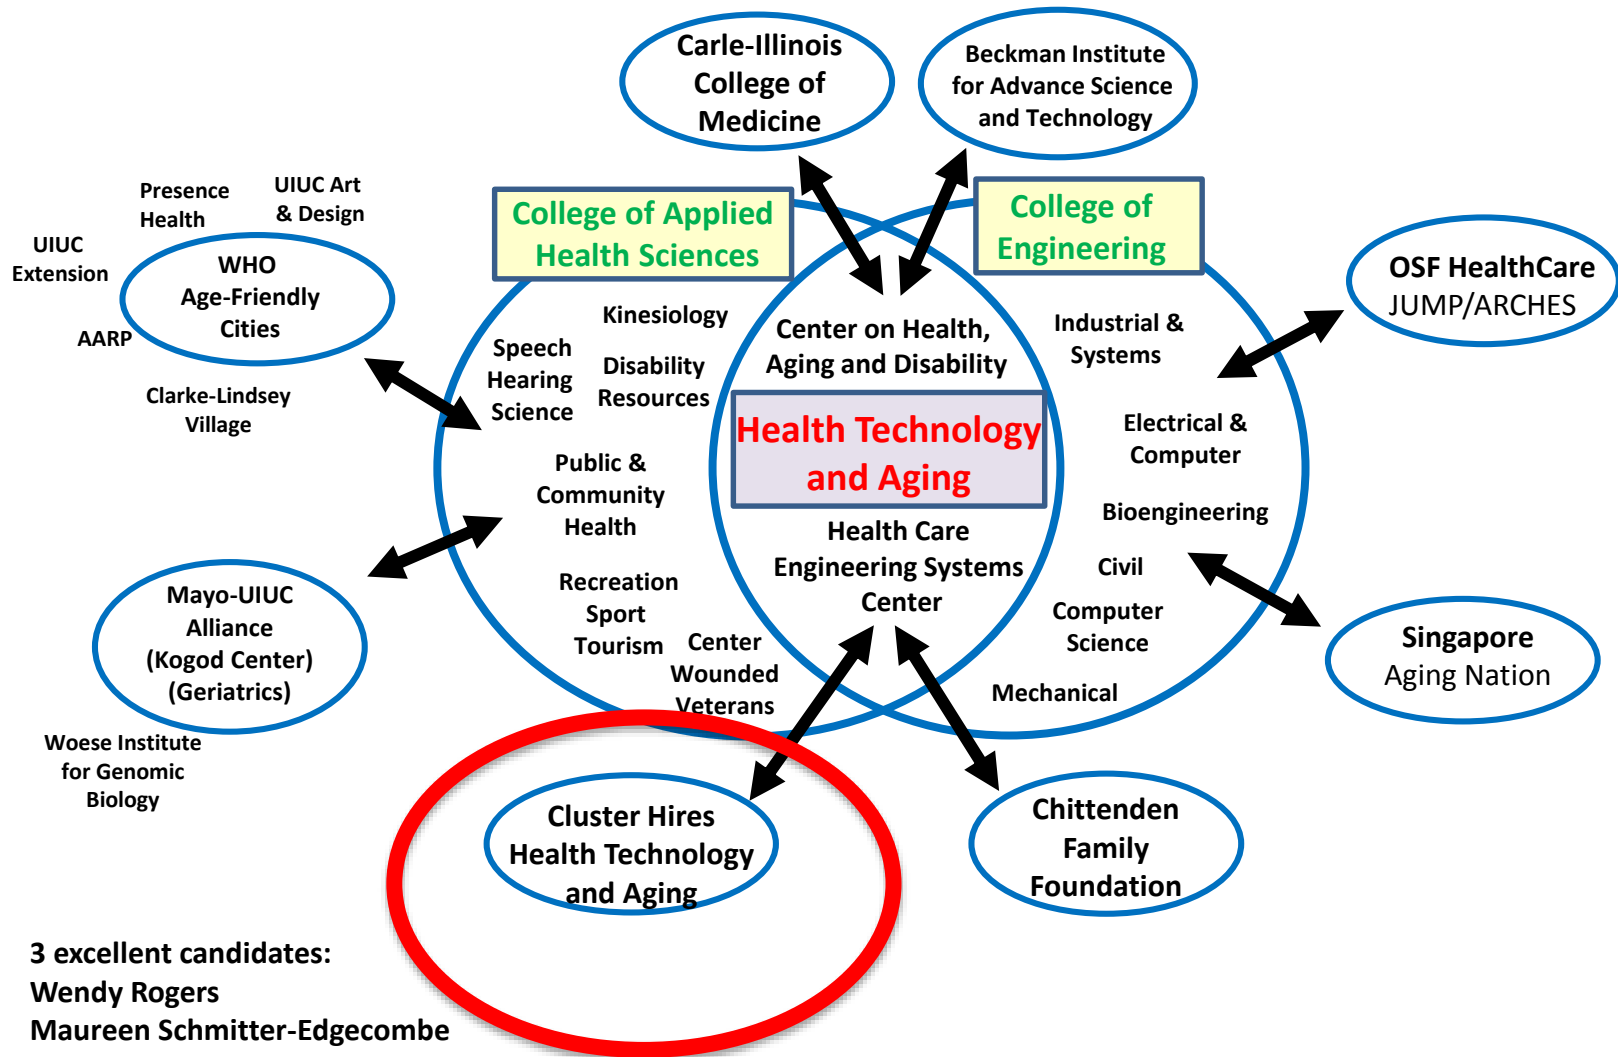 Carle-Illinois
College of
Medicine
Beckman Institute
for Advance Science
and Technology
Presence
Health
UIUC Art
& Design
UIUC
Extension
WHO
Age-Friendly
Cities
AARP
Clarke-Lindsey
Village
College of Applied
Health Sciences
College of
Engineering
OSF HealthCare
JUMP/ARCHES
Kinesiology
Speech
Hearing
Science
Disability
Resources
Center on Health,
Aging and Disability
Industrial &
Systems
Health Technology
and Aging
Electrical &
Computer
Public &
Community
Health
Bioengineering
Health Care
Engineering Systems
Center
Civil
Recreation
Sport
Tourism
Computer
Science
Center
Wounded
Veterans
Mechanical
Mayo-UIUC
Alliance
(Kogod Center)
(Geriatrics)
Woese Institute
for Genomic
Biology
Singapore
Aging Nation
Cluster Hires
Health Technology
and Aging
Chittenden
Family
Foundation
3 excellent candidates:
Wendy Rogers
Maureen Schmitter-Edgecombe